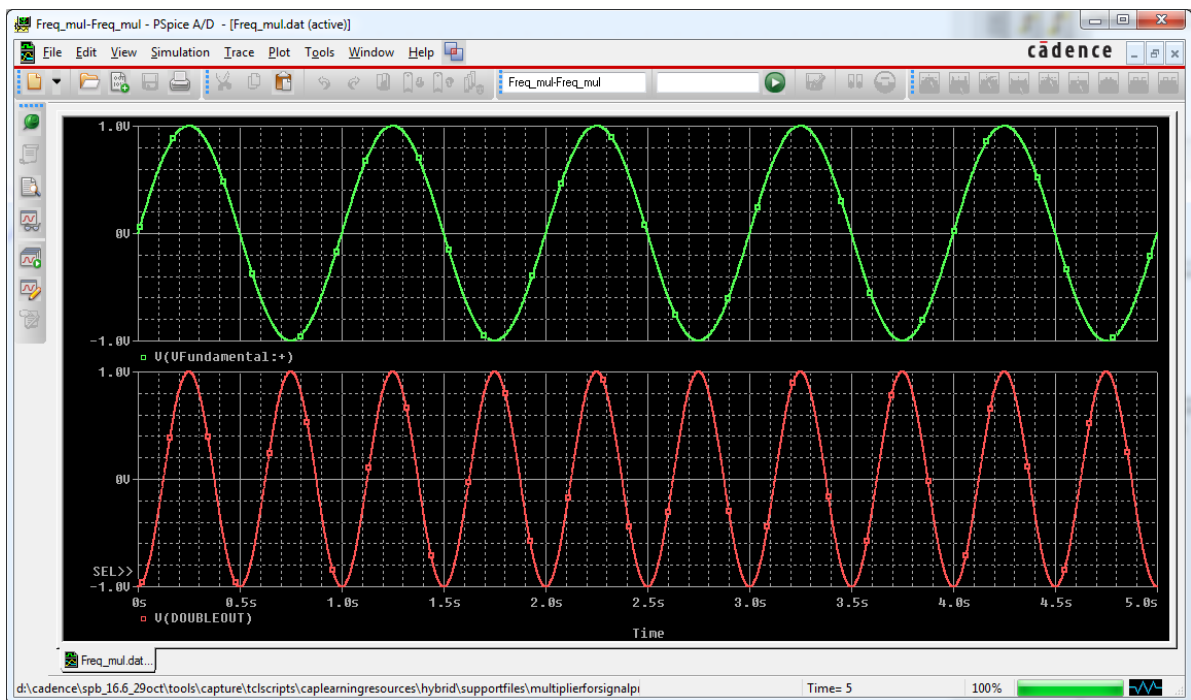 Freq_mul-Freq_mul - PSpice A/D - [Freq_mul.dat (active)]
File Edit View Simulation Trace Plot Tools Window Help
cādence
Freq_mul-Freq_mul
1.0V
0V
-1.0V
V(VFundamental:+)
1.0V
0V
SEL>>
-1.0V
0s 0.5s 1.0s 1.5s 2.0s 2.5s 3.0s 3.5s 4.0s 4.5s 5.0s
V(DOUBLEOUT)
Time
Freq_mul.dat...
d:\cadence\spb_16.6_29oct\tools\capture\tclscripts\caplearningresources\hybrid\supportfiles\multiplierforsignalpr Time= 5 100%